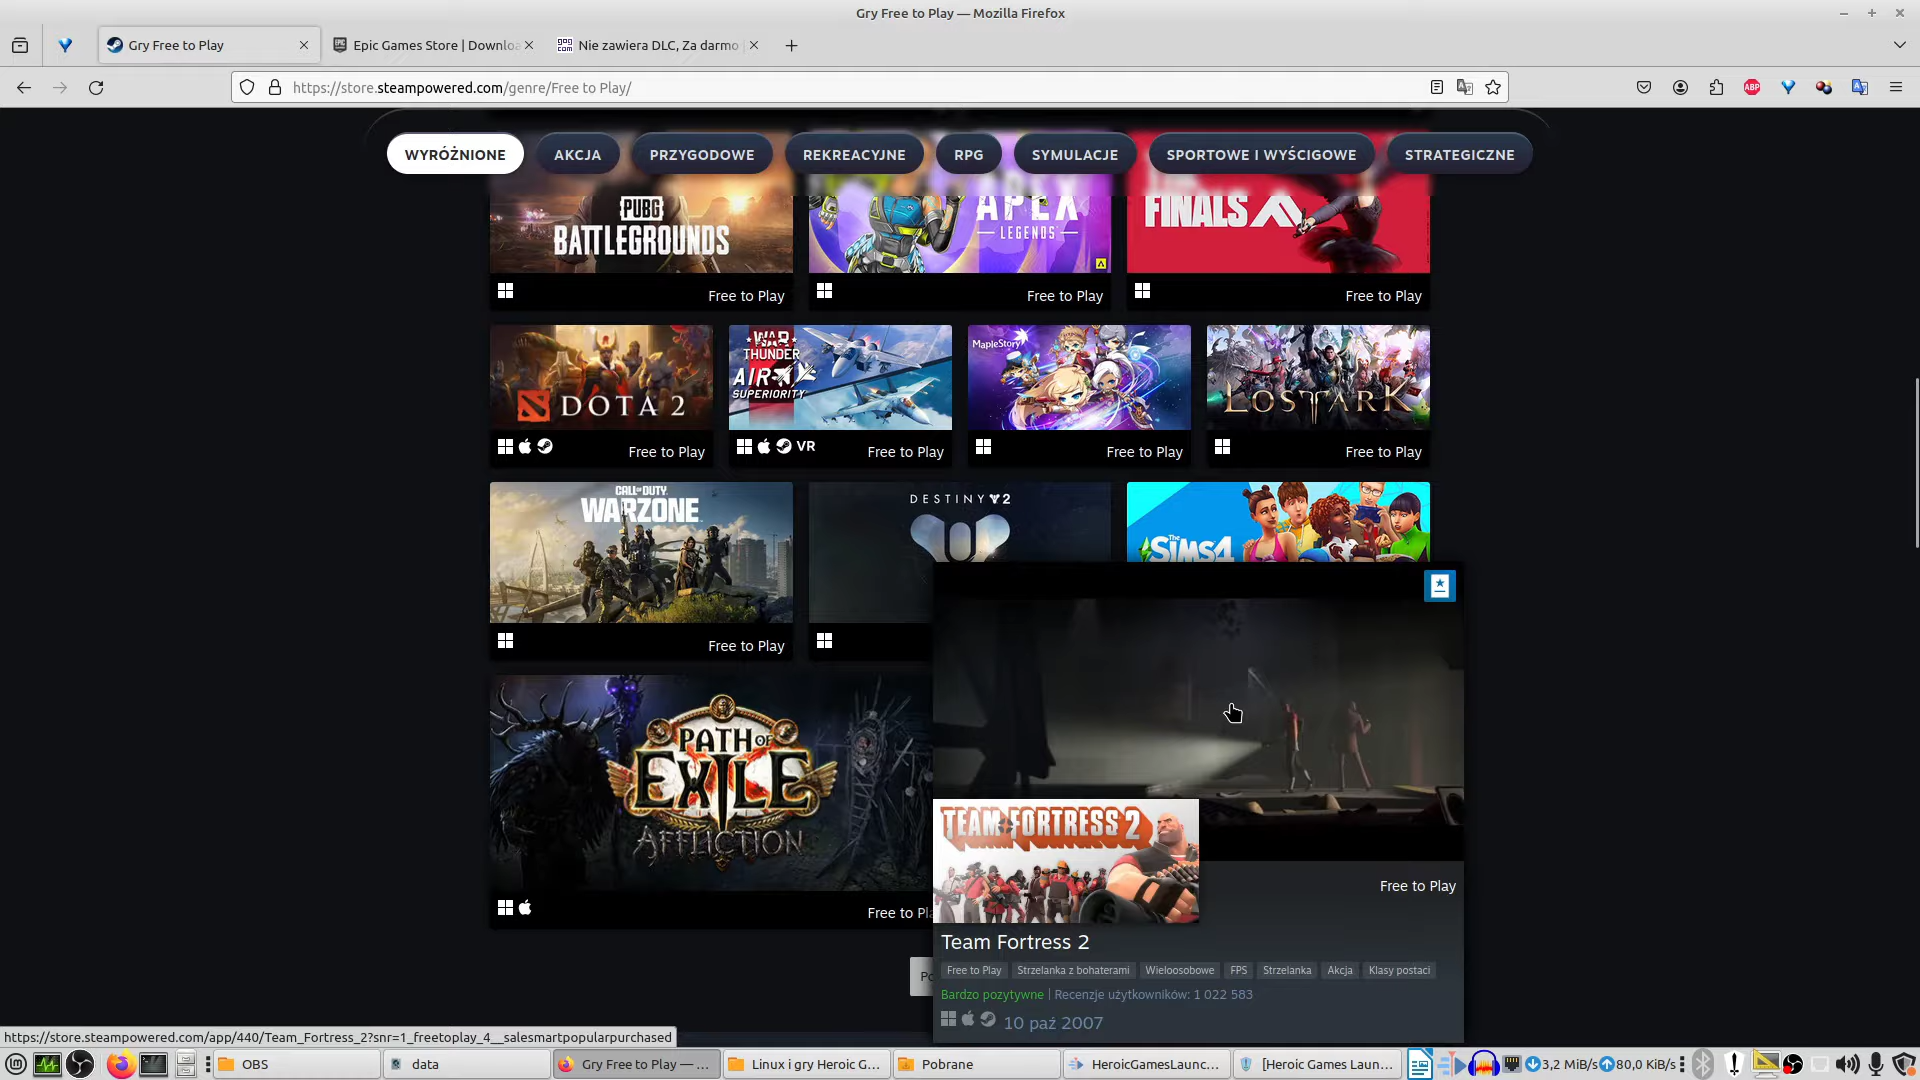 Gry Free to Play — Mozilla Firefox
Gry Free to Play
Epic Games Store | Downlo
Nie zawiera DLC, Za darmo
https://store.steampowered.com/genre/Free to Play/
ABP
WYRÓŻNIONE
AKCJA
PRZYGODOWE
REKREACYJNE
RPG
SYMULACJE
SPORTOWE I WYŚCIGOWE
STRATEGICZNE
PUBG
BATTLEGROUNDS
APEX
LEGENDS
FINALS
Free to Play
Free to Play
Free to Play
DOTA 2
WAR
THUNDER
AIR
SUPERIORITY
MapleStory
LOST ARK
Free to Play
VR
Free to Play
Free to Play
Free to Play
CALL OF DUTY
WARZONE
DESTINY 2
THE
SIMS4
Free to Play
PATH OF
EXILE
AFFLICTION
Free to Pl
TEAM FORTRESS 2
Free to Play
Team Fortress 2
Free to Play
Strzelanka z bohaterami
Wieloosobowe
FPS
Strzelanka
Akcja
Klasy postaci
Bardzo pozytywne | Recenzje użytkowników: 1 022 583
10 paź 2007
https://store.steampowered.com/app/440/Team_Fortress_2?snr=1_freetoplay_4__salesmartpopularpurchased
OBS
data
Gry Free to Play — ...
Linux i gry Heroic G...
Pobrane
HeroicGamesLaunc...
[Heroic Games Laun...
3,2 MiB/s
80,0 KiB/s